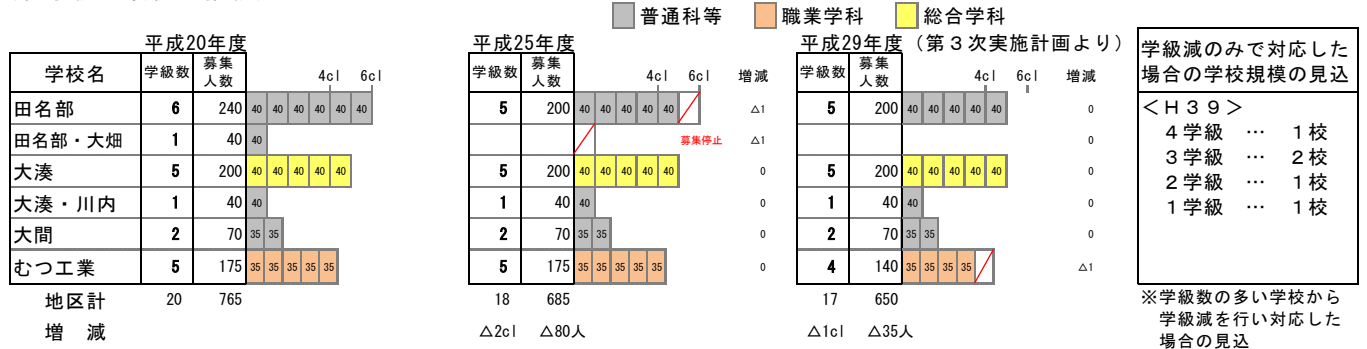 普通科等 職業学科 総合学科
平成20年度 平成25年度 平成29年度（第３次実施計画より）
学校名 学級数 募集人数 4cl 6cl 学級数 募集人数 4cl 6cl 増減 学級数 募集人数 4cl 6cl 増減
田名部 6 240 40 40 40 40 40 40 5 200 40 40 40 40 40 △1 5 200 40 40 40 40 40 0
田名部・大畑 1 40 40 募集停止 △1 0
大湊 5 200 40 40 40 40 40 5 200 40 40 40 40 40 0 5 200 40 40 40 40 40 0
大湊・川内 1 40 40 1 40 40 0 1 40 40 0
大間 2 70 35 35 2 70 35 35 0 2 70 35 35 0
むつ工業 5 175 35 35 35 35 35 5 175 35 35 35 35 35 0 4 140 35 35 35 35 △1
地区計 20 765 18 685 17 650
増　減 △2cl △80人 △1cl △35人
学級減のみで対応した
場合の学校規模の見込
＜Ｈ３９＞
４学級 … １校
３学級 … ２校
２学級 … １校
１学級 … １校
※学級数の多い学校から
学級減を行い対応した
場合の見込